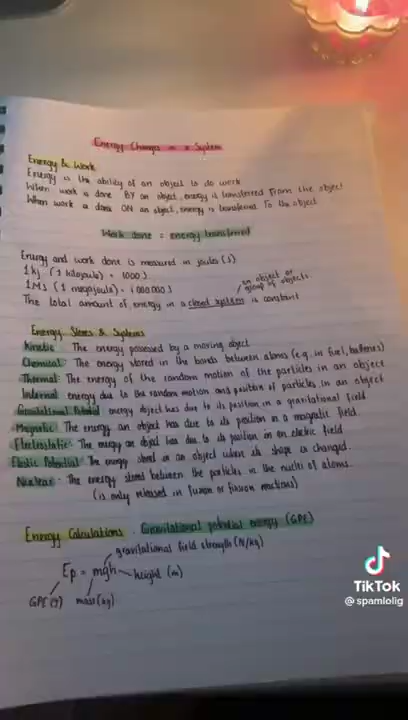 Energy Changes in a System
Energy & Work
Energy is the ability of an object to do work
When work is done BY an object, energy is transferred from the object
When work is done ON an object, energy is transferred To the object
Work done = energy transferred
Energy and work done is measured in joules (J)
1kJ (1 kilojoule) = 1000J
1MJ (1 megajoule) = 1000000J
an object or group of objects
The total amount of energy in a closed system is constant
Energy Stores & Systems
Kinetic: The energy possessed by a moving object
Chemical: The energy stored in the bonds between atoms (e.g. in fuel, batteries)
Thermal: The energy of the random motion of the particles in an object
Internal: energy due to the random motion and position of particles in an object
Gravitational Potential: energy object has due to its position in a gravitational field
Magnetic: The energy an object has due to its position in a magnetic field
Electrostatic: The energy an object has due to its position in an electric field
Elastic Potential: The energy stored in an object when its shape is changed.
Nuclear: The energy stored between the particles in the nuclei of atoms.
(is only released in fusion or fission reactions)
Energy Calculations: Gravitational potential energy (GPE)
gravitational field strength (N/kg)
Ep = mgh
height (m)
GPE (J)
mass (kg)
TikTok
@spamlolig